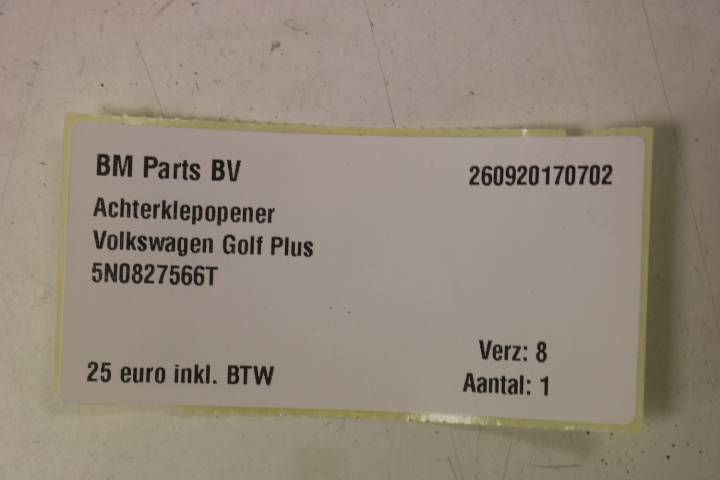 BM Parts BV
260920170702
Achterklepopener
Volkswagen Golf Plus
5N0827566T
Verz: 8
25 euro inkl. BTW
Aantal: 1